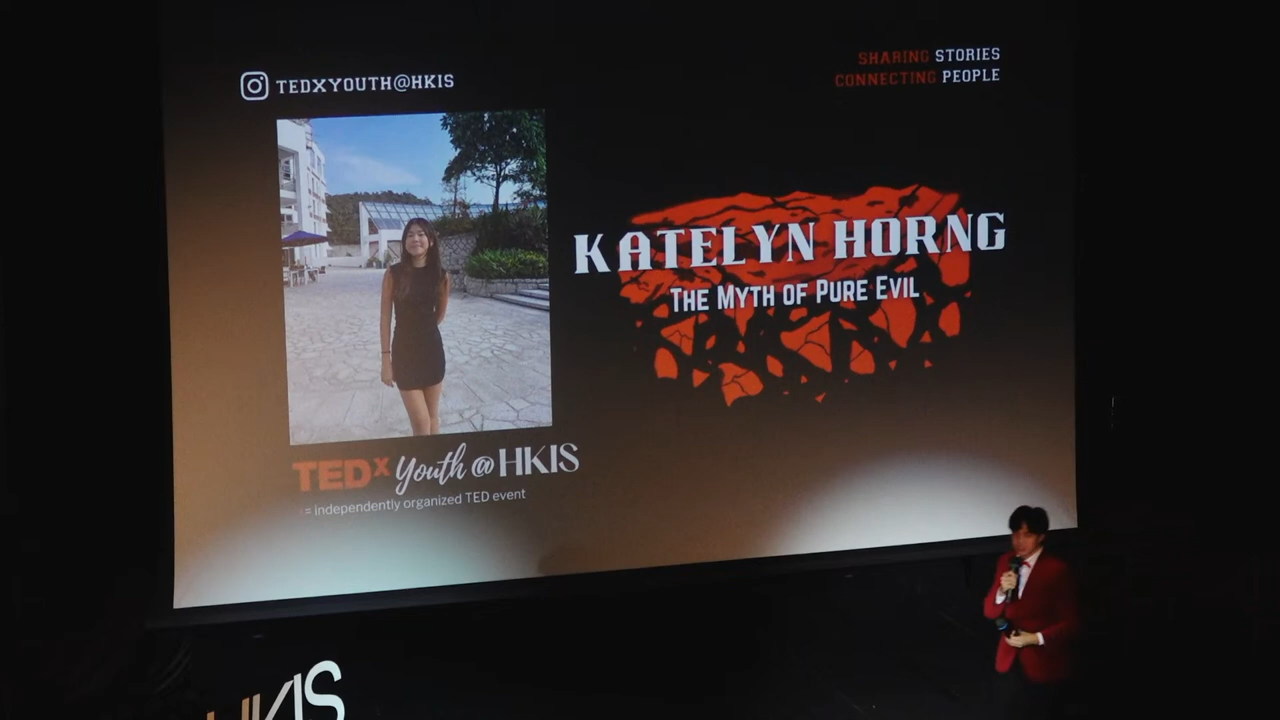 TEDXYOUTH@HKIS
SHARING STORIES
CONNECTING PEOPLE
KATELYN HORNG
THE MYTH OF PURE EVIL
TEDx Youth @ HKIS
= independently organized TED event
HKIS